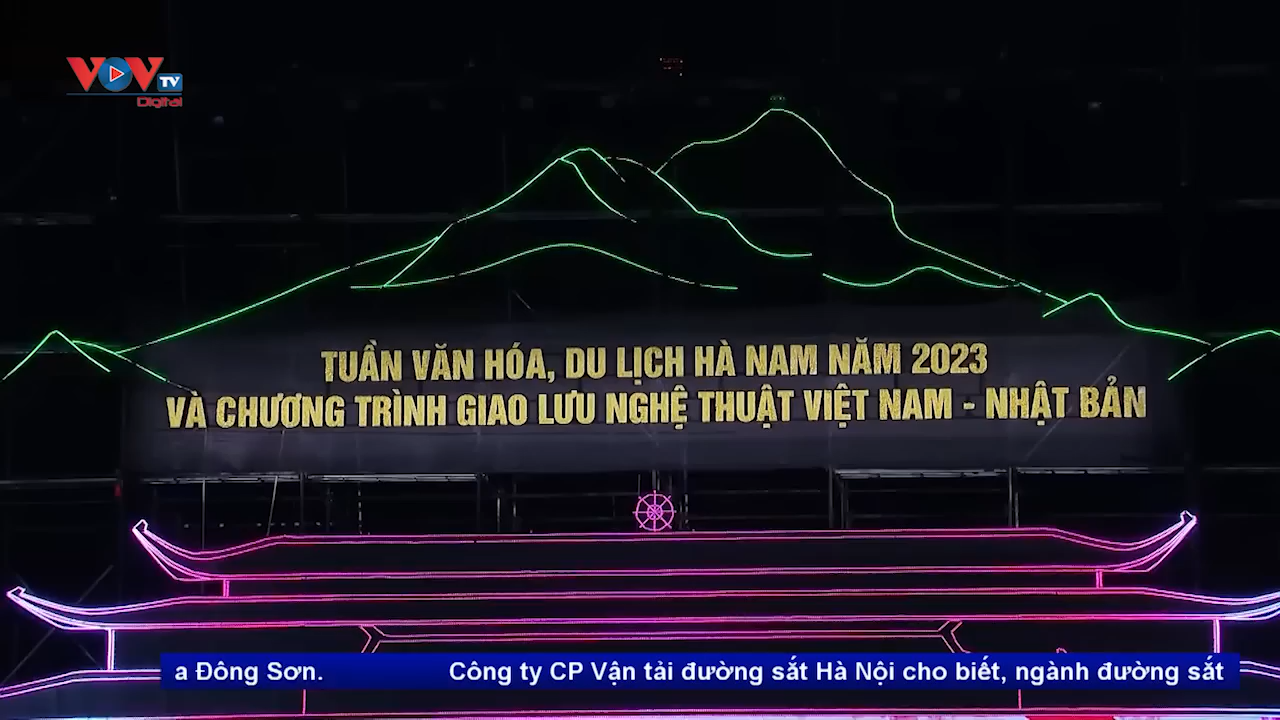 VOV TV
Digital
TUẦN VĂN HÓA, DU LỊCH HÀ NAM NĂM 2023
VÀ CHƯƠNG TRÌNH GIAO LƯU NGHỆ THUẬT VIỆT NAM - NHẬT BẢN
a Đông Sơn. Công ty CP Vận tải đường sắt Hà Nội cho biết, ngành đường sắt